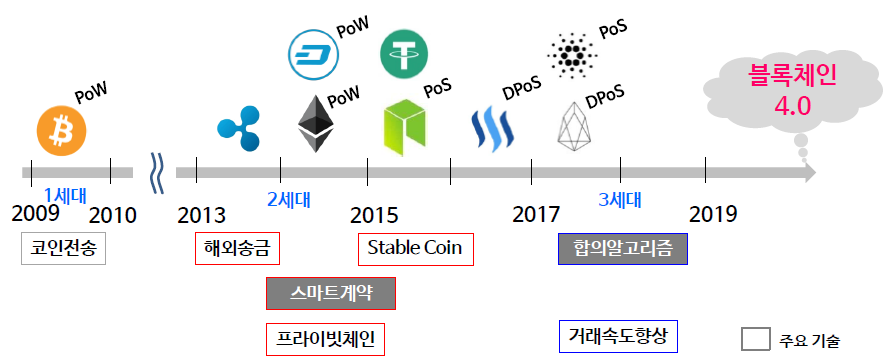 PoW
PoS
PoW
PoW
PoS
DPoS
DPoS
블록체인
4.0
1세대
2세대
3세대
2009
2010
2013
2015
2017
2019
코인전송
해외송금
Stable Coin
합의알고리즘
스마트계약
프라이빗체인
거래속도향상
주요 기술